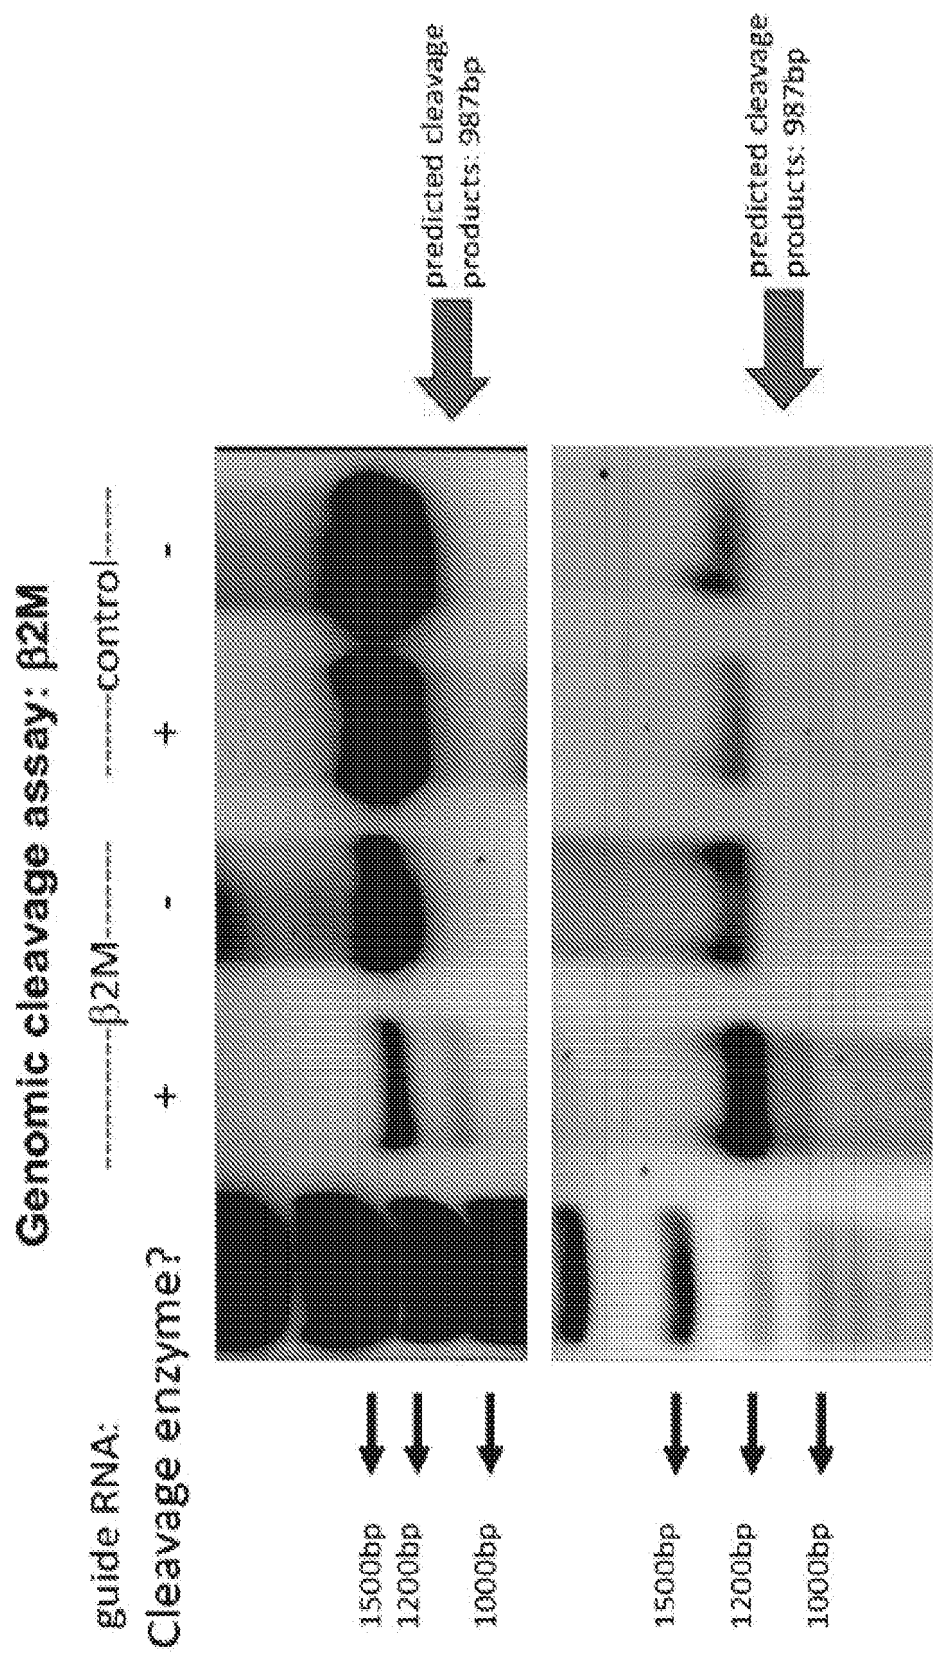 Genomic cleavage assay: β2M
guide RNA: -----------β2M-------- -------control------
Cleavage enzyme? + - + -
1500bp
1200bp
1000bp
predicted cleavage
products: 987bp
1500bp
1200bp
1000bp
predicted cleavage
products: 987bp